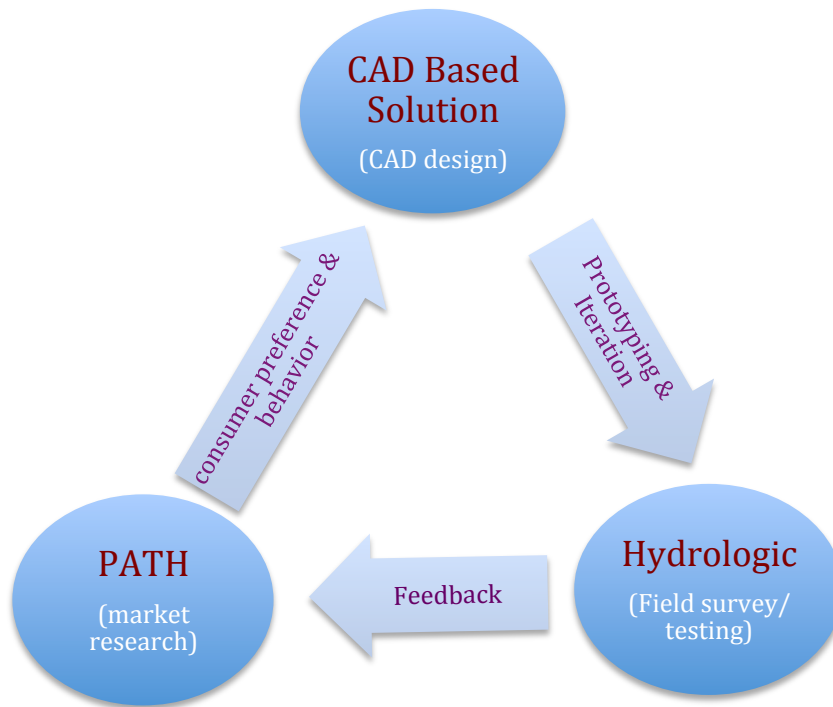 CAD Based
Solution
(CAD design)
consumer preference &
behavior
Prototyping &
Iteration
PATH
(market
research)
Feedback
Hydrologic
(Field survey/
testing)